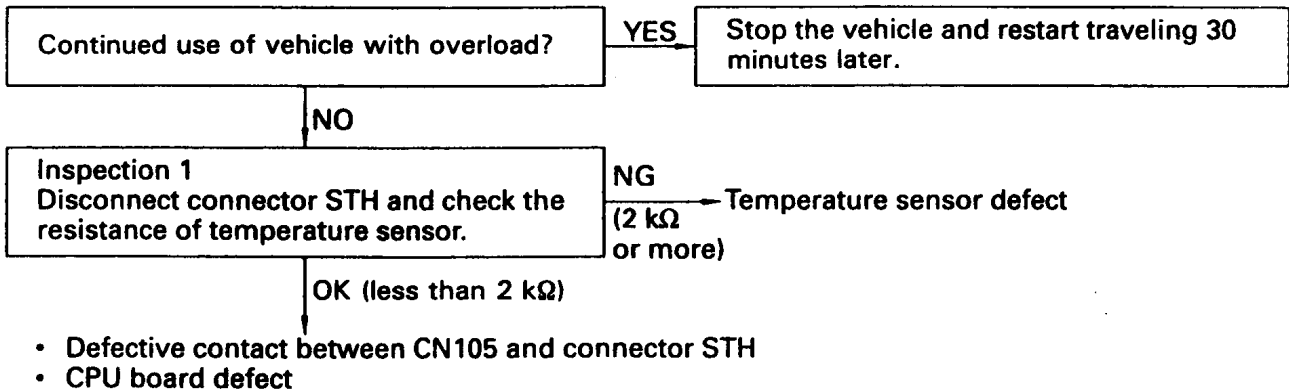 Continued use of vehicle with overload?
YES
Stop the vehicle and restart traveling 30
minutes later.
NO
Inspection 1
Disconnect connector STH and check the
resistance of temperature sensor.
NG
(2 kΩ
or more)
Temperature sensor defect
OK (less than 2 kΩ)
• Defective contact between CN105 and connector STH
• CPU board defect